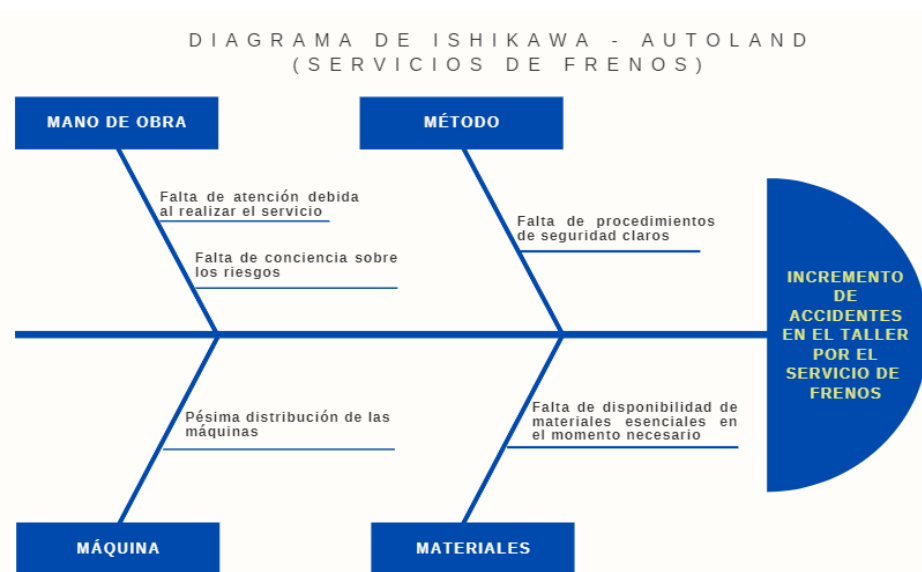 DIAGRAMA DE ISHIKAWA - AUTOLAND
(SERVICIOS DE FRENOS)
MANO DE OBRA
MÉTODO
Falta de atención debida
al realizar el servicio
Falta de conciencia sobre
los riesgos
Falta de procedimientos
de seguridad claros
INCREMENTO
DE
ACCIDENTES
EN EL TALLER
POR EL
SERVICIO DE
FRENOS
Pésima distribución de las
máquinas
Falta de disponibilidad de
materiales esenciales en
el momento necesario
MÁQUINA
MATERIALES